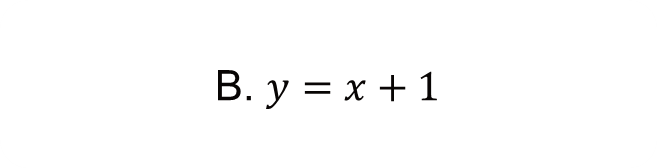 B. y = x + 1